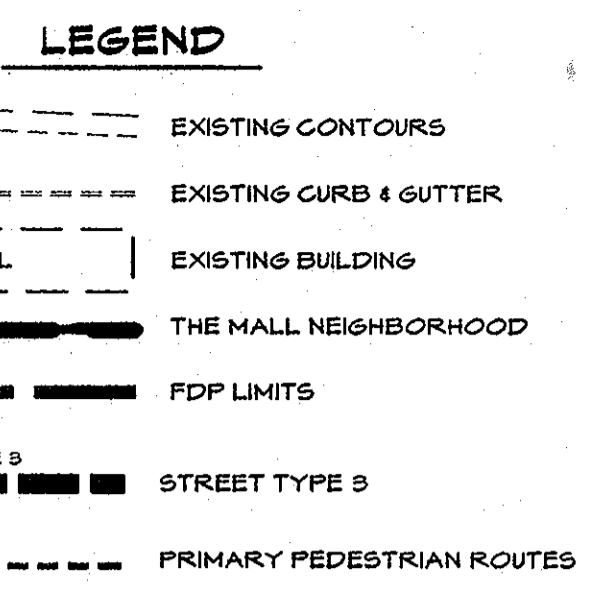 LEGEND
EXISTING CONTOURS
EXISTING CURB & GUTTER
L
EXISTING BUILDING
THE MALL NEIGHBORHOOD
FDP LIMITS
E 3
STREET TYPE 3
PRIMARY PEDESTRIAN ROUTES